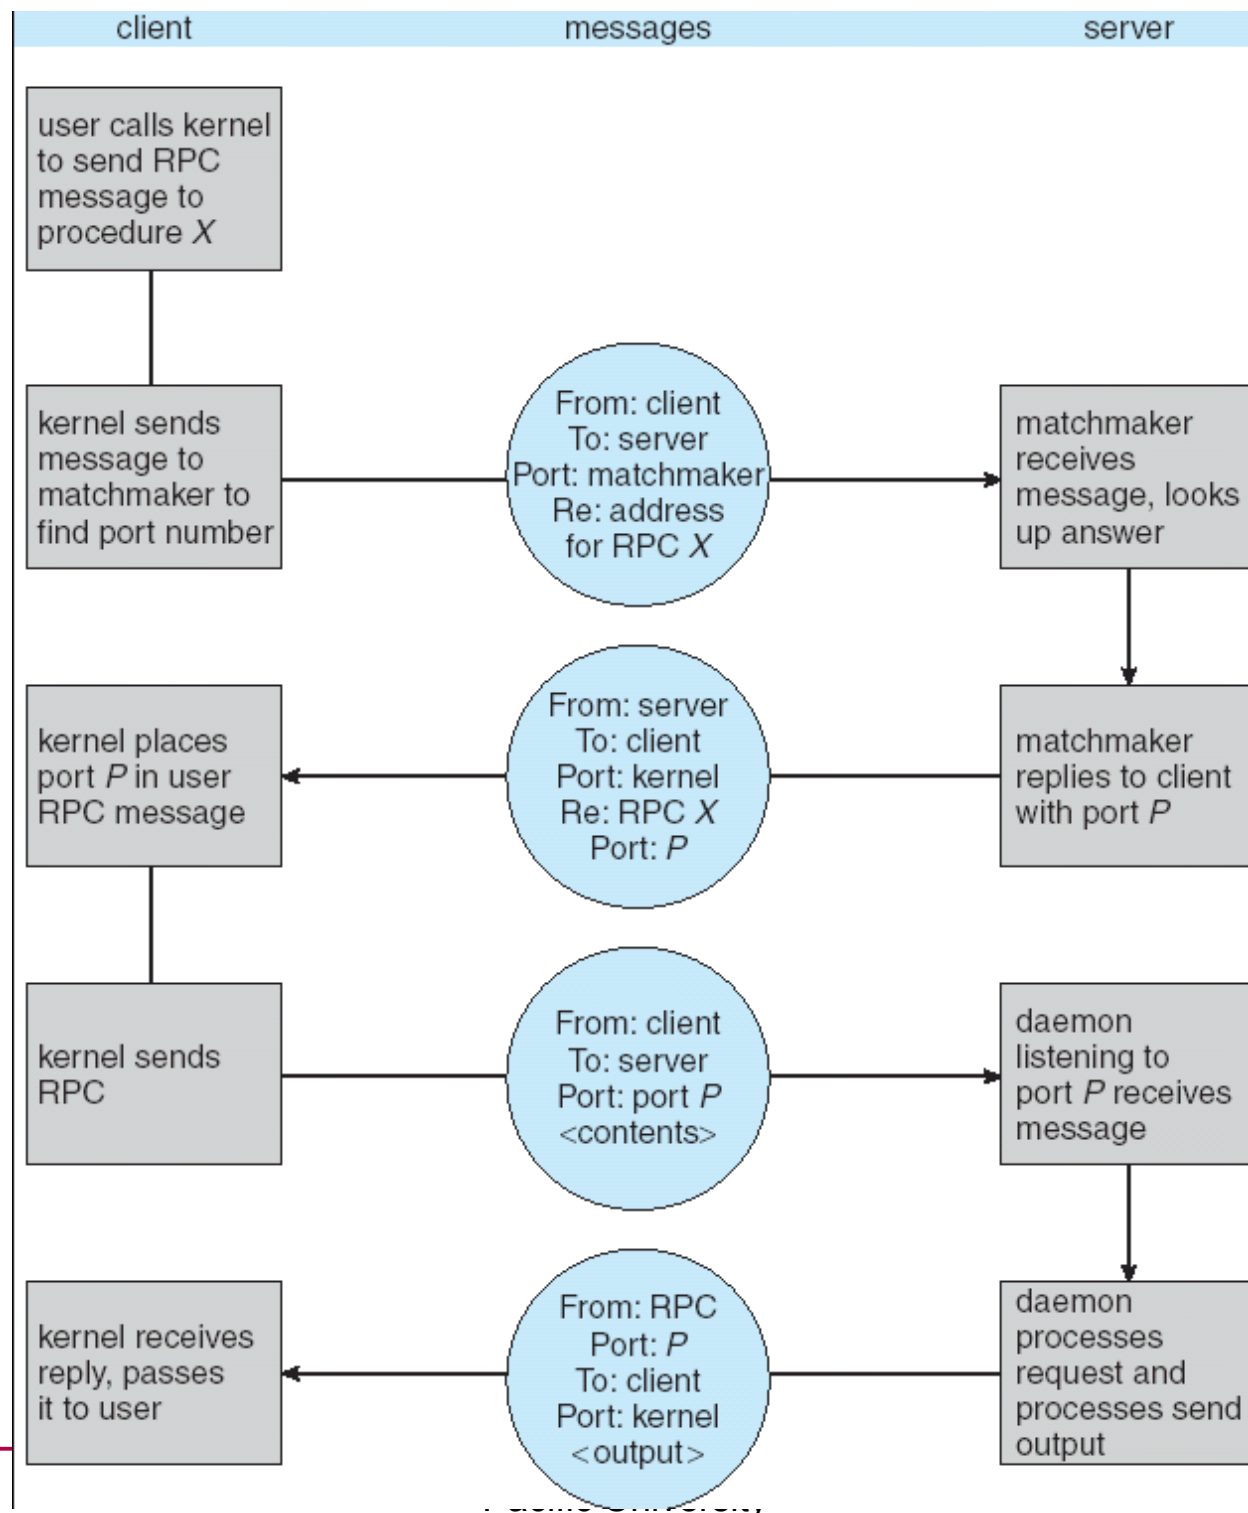 client
messages
server
user calls kernel
to send RPC
message to
procedure X
kernel sends
message to
matchmaker to
find port number
From: client
To: server
Port: matchmaker
Re: address
for RPC X
matchmaker
receives
message, looks
up answer
kernel places
port P in user
RPC message
From: server
To: client
Port: kernel
Re: RPC X
Port: P
matchmaker
replies to client
with port P
kernel sends
RPC
From: client
To: server
Port: port P
<contents>
daemon
listening to
port P receives
message
kernel receives
reply, passes
it to user
From: RPC
Port: P
To: client
Port: kernel
<output>
daemon
processes
request and
processes send
output
Pacific University